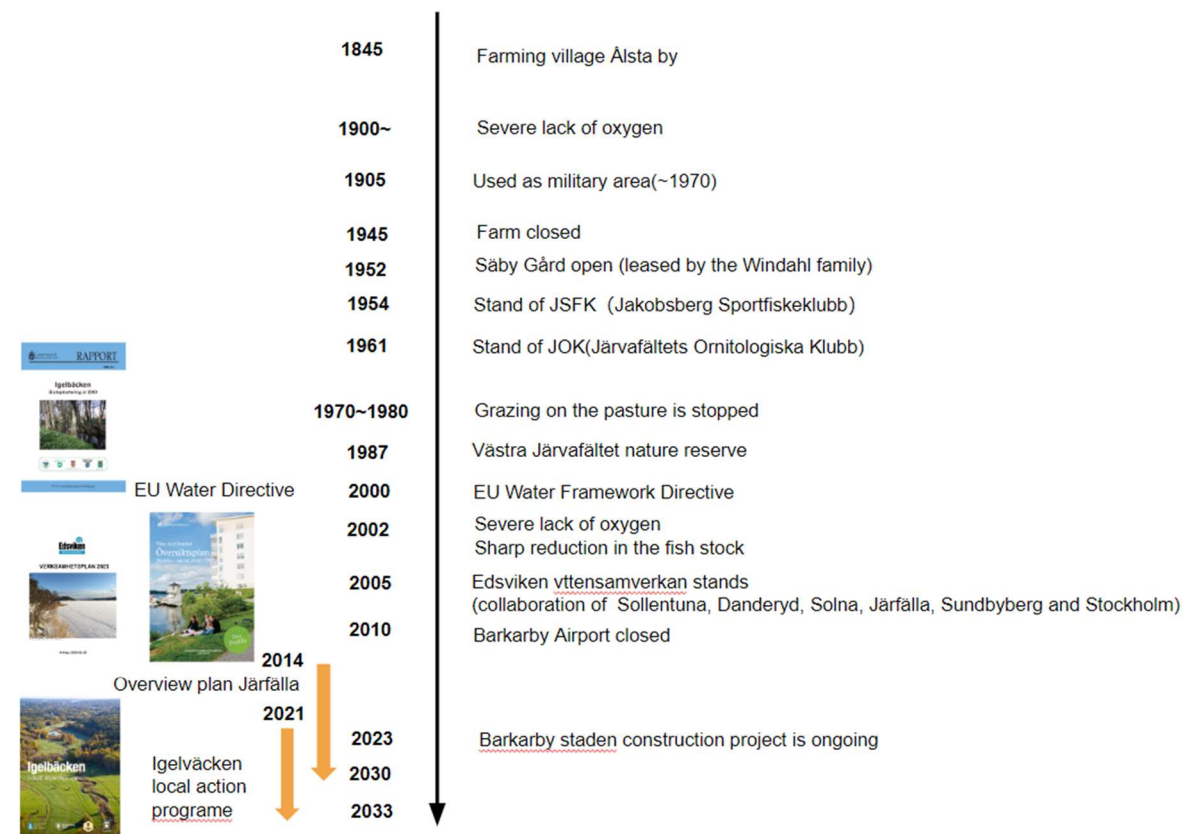 1845 Farming village Ålsta by
1900~ Severe lack of oxygen
1905 Used as military area(~1970)
1945 Farm closed
1952 Säby Gård open (leased by the Windahl family)
1954 Stand of JSFK（Jakobsberg Sportfiskeklubb）
1961 Stand of JOK(Järvafältets Ornitologiska Klubb)
RAPPORT
Igelbäcken
1970~1980 Grazing on the pasture is stopped
1987 Västra Järvafältet nature reserve
EU Water Directive 2000 EU Water Framework Directive
2002 Severe lack of oxygen
Sharp reduction in the fish stock
Edsviken
VERKSAMHETSPLAN 2023
Översiktsplan
2005 Edsviken vttensamverkan stands
(collaboration of Sollentuna, Danderyd, Solna, Järfälla, Sundbyberg and Stockholm)
2010 Barkarby Airport closed
2014
Overview plan Järfälla
2021
2023 Barkarby staden construction project is ongoing
Igelbäcken
Igelväcken
local action
programe
2030
2033